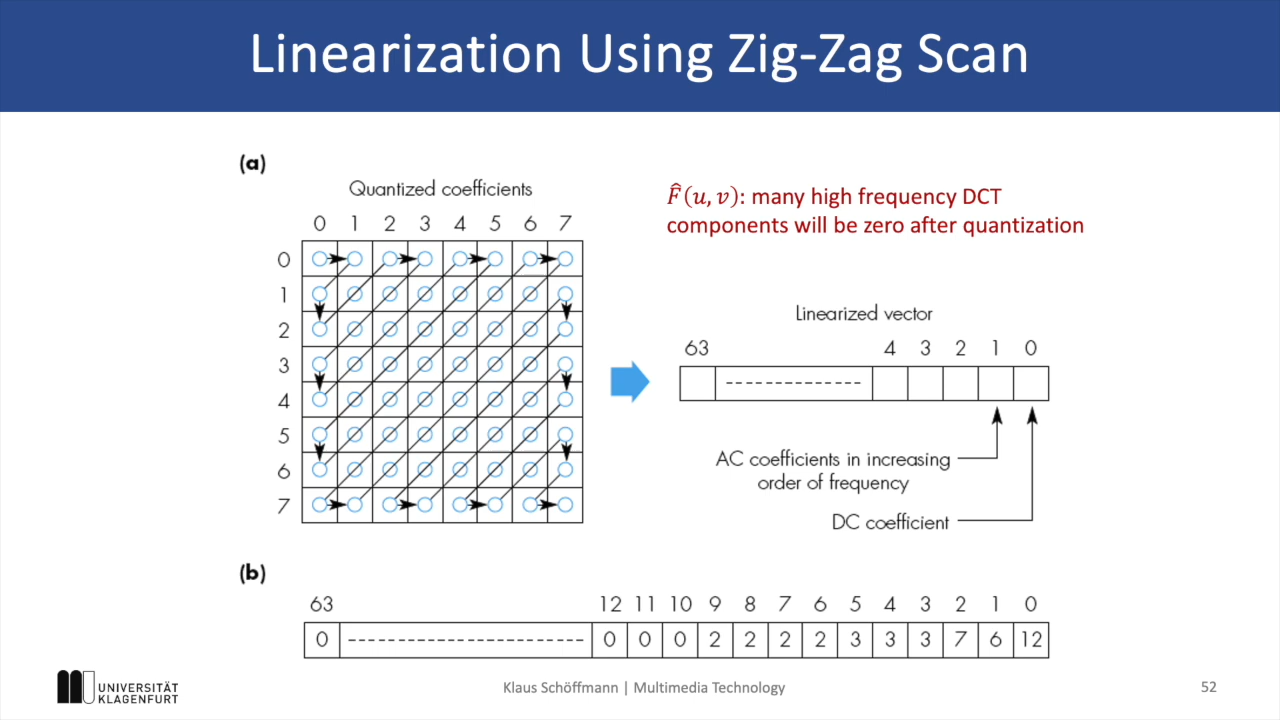 Linearization Using Zig-Zag Scan
(a)
Quantized coefficients
0 1 2 3 4 5 6 7
0
1
2
3
4
5
6
7
F̂(u, v): many high frequency DCT
components will be zero after quantization
Linearized vector
63 4 3 2 1 0
AC coefficients in increasing
order of frequency
DC coefficient
(b)
63 12 11 10 9 8 7 6 5 4 3 2 1 0
0 0 0 0 2 2 2 2 3 3 3 7 6 12
UNIVERSITÄT
KLAGENFURT
Klaus Schöffmann | Multimedia Technology
52